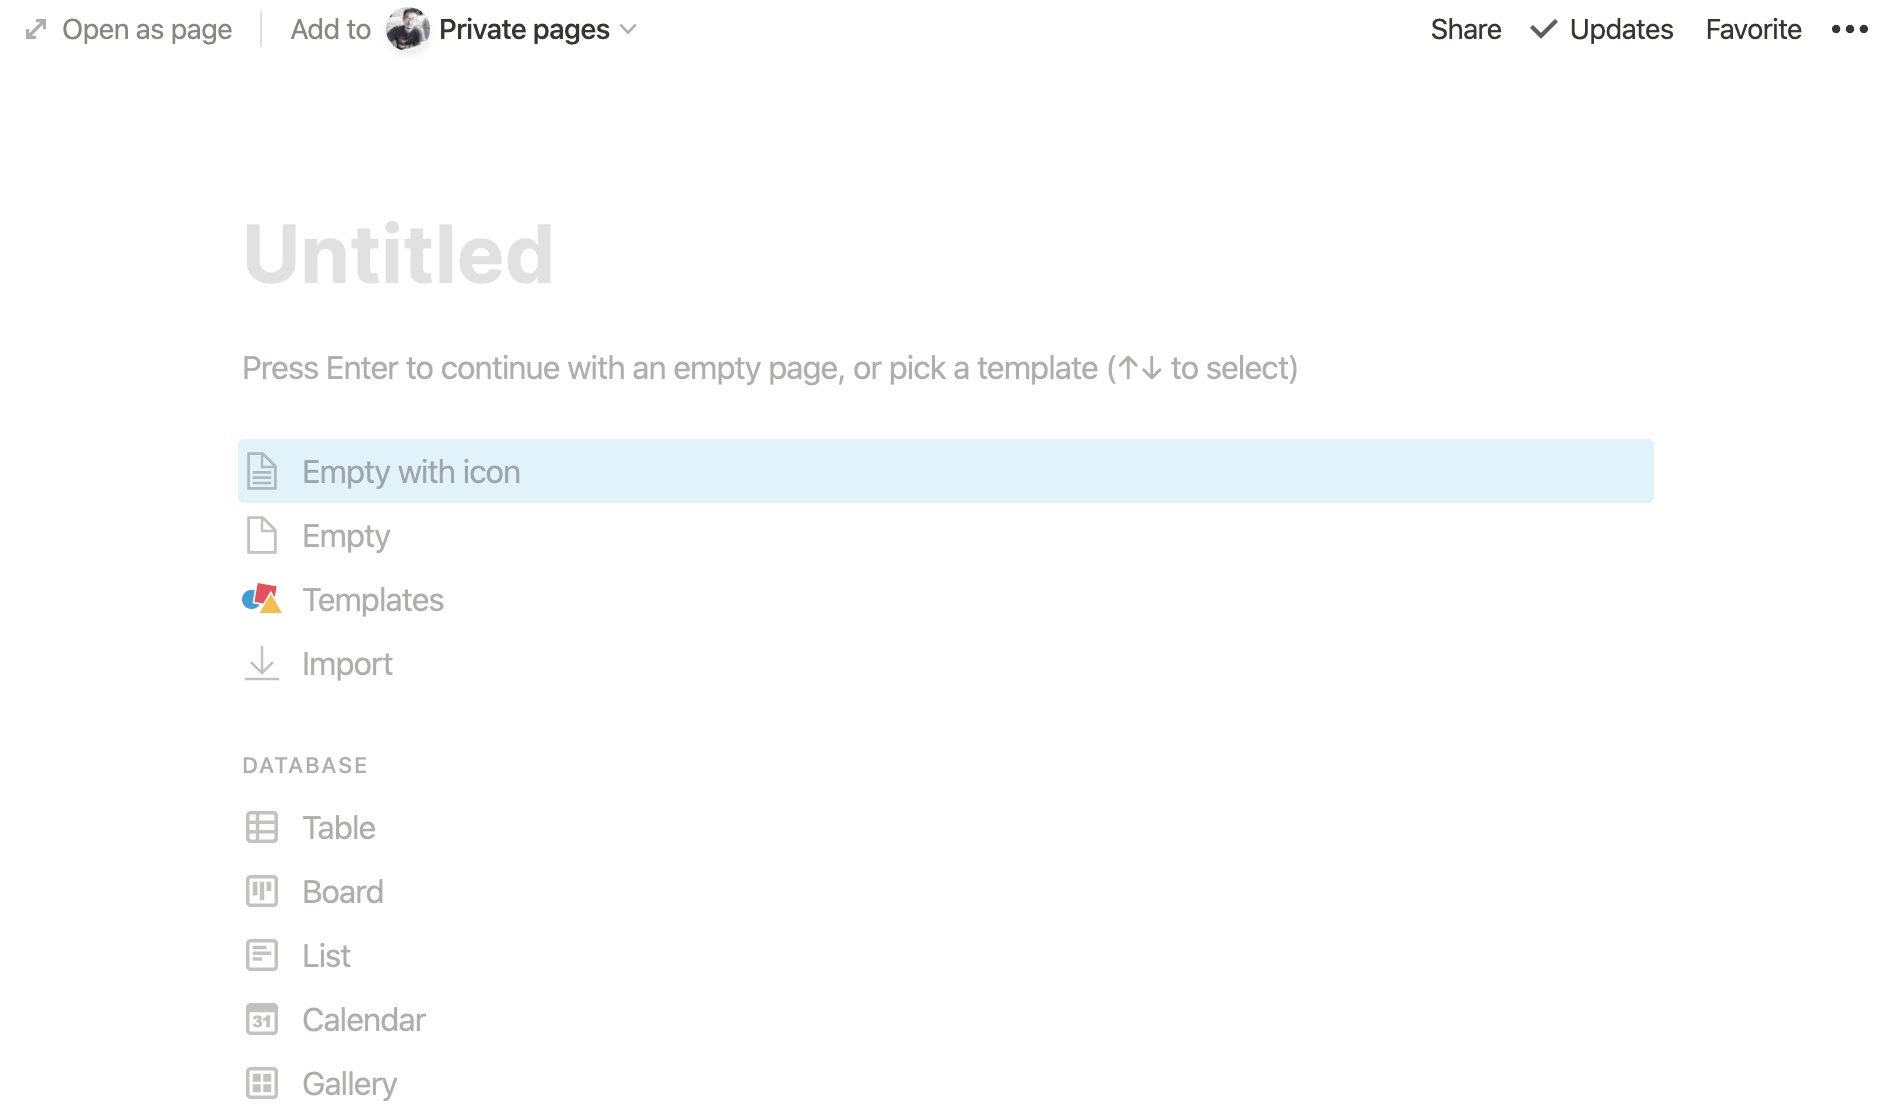 Open as page Add to Private pages Share Updates Favorite
Untitled
Press Enter to continue with an empty page, or pick a template (↑↓ to select)
Empty with icon
Empty
Templates
Import
DATABASE
Table
Board
List
31 Calendar
Gallery